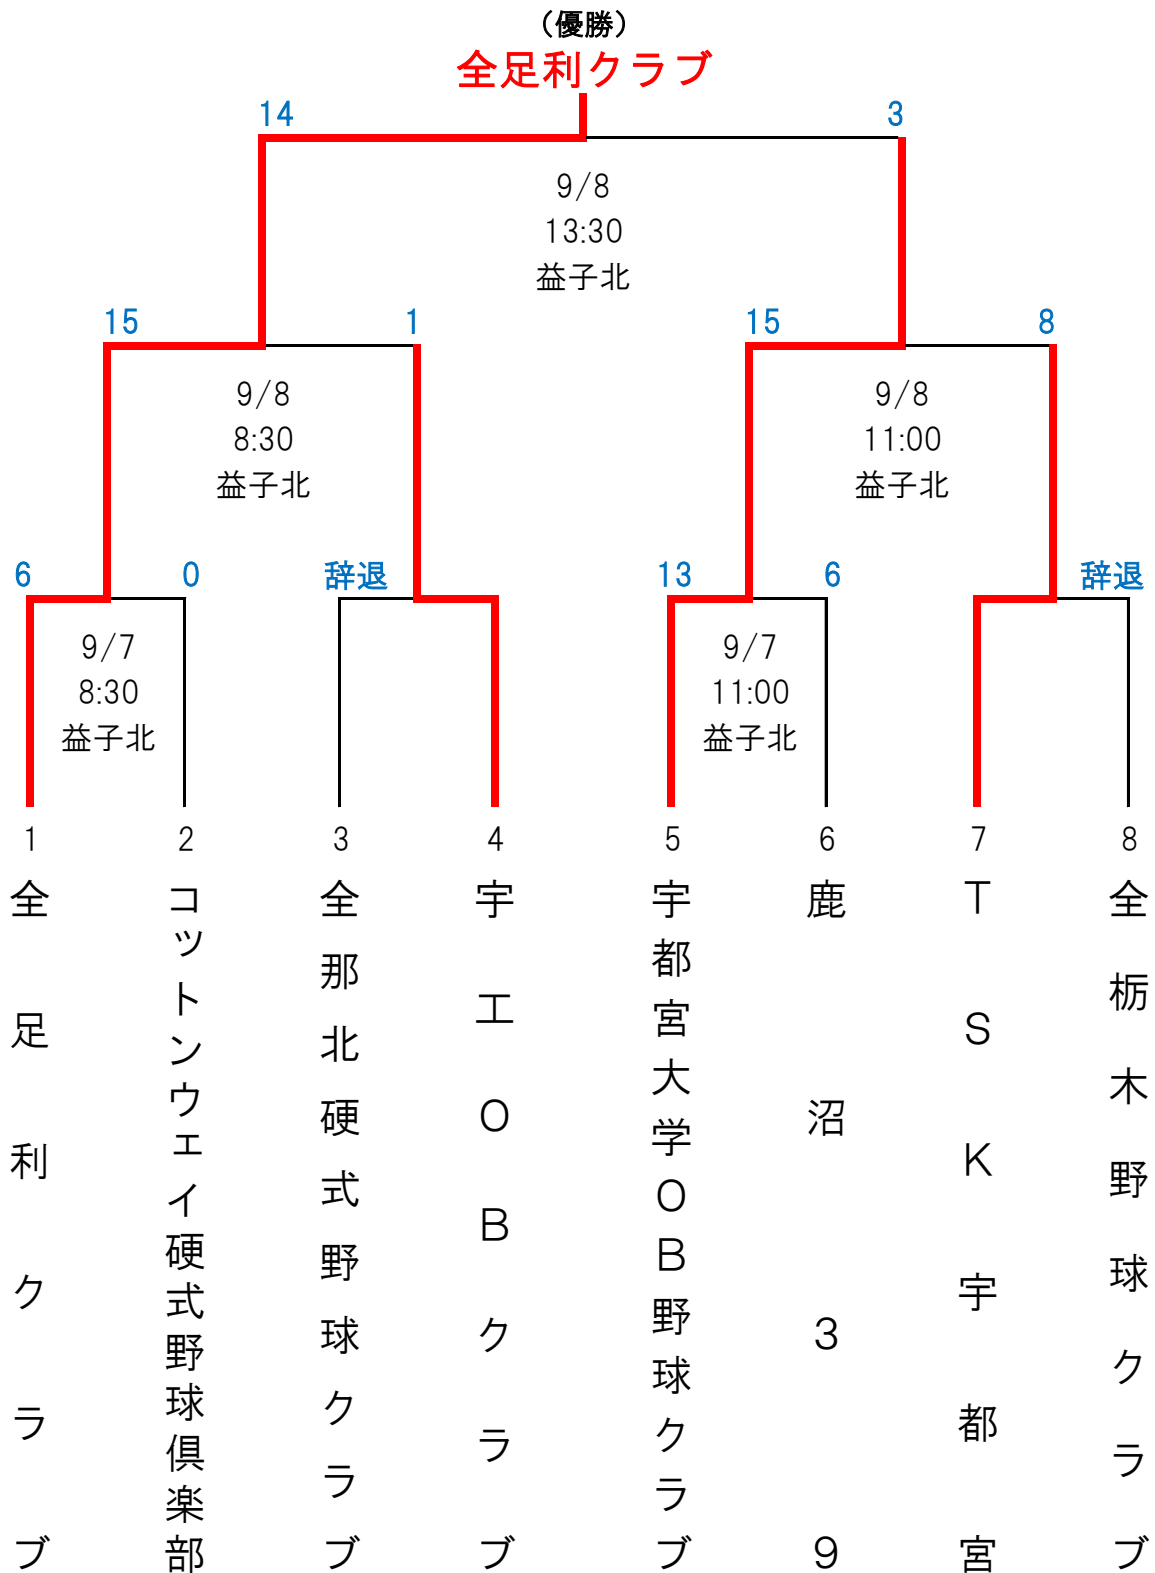 （優勝）
全足利クラブ
14
3
9/8
13:30
益子北
15
1
15
8
9/8
8:30
益子北
9/8
11:00
益子北
6
0
辞退
13
6
辞退
9/7
8:30
益子北
9/7
11:00
益子北
1
2
3
4
5
6
7
8
全足利クラブ
コットンウェイ硬式野球倶楽部
全那北硬式野球クラブ
宇工ＯＢクラブ
宇都宮大学ＯＢ野球クラブ
鹿沼３９
ＴＳＫ宇都宮
全栃木野球クラブ